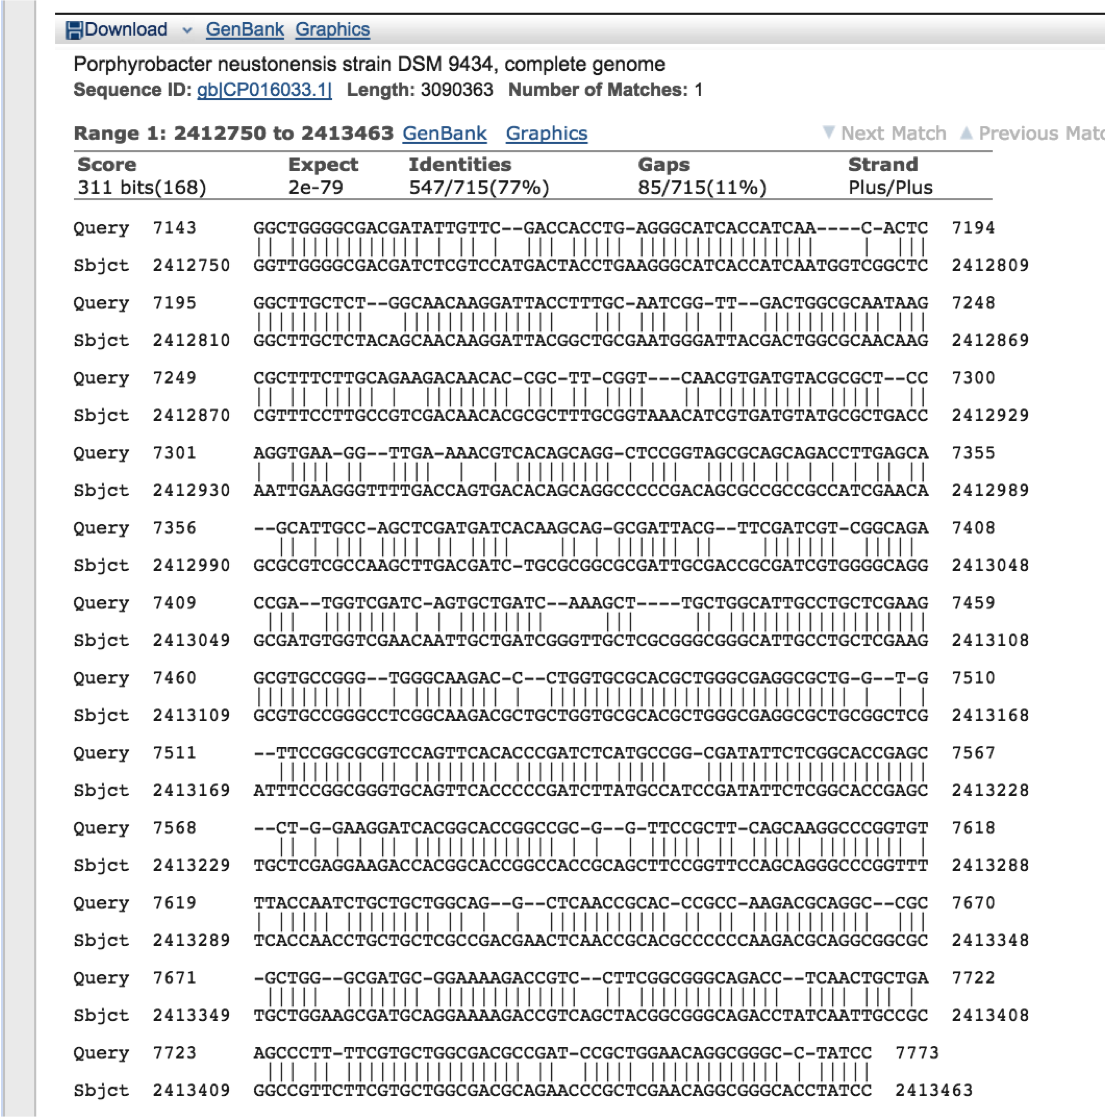 Download GenBank Graphics
Porphyrobacter neustonensis strain DSM 9434, complete genome
Sequence ID: gb|CP016033.1| Length: 3090363 Number of Matches: 1
Range 1: 2412750 to 2413463 GenBank Graphics Next Match Previous Matc
Score Expect Identities Gaps Strand
311 bits(168) 2e-79 547/715(77%) 85/715(11%) Plus/Plus
Query 7143 GGCTGGGGCGACGATATTGTTC--GACCACCTG-AGGGCATCACCATCAA----C-ACTC 7194
Sbjct 2412750 GGTTGGGGCGACGATCTCGTCCATGACTACCTGAAGGGCATCACCATCAATGGTCGGCTC 2412809
Query 7195 GGCTTGCTCT--GGCAACAAGGATTACCTTTGC-AATCGG-TT--GACTGGCGCAATAAG 7248
Sbjct 2412810 GGCTTGCTCTACAGCAACAAGGATTACGGCTGCGAATGGGATTACGACTGGCGCAACAAG 2412869
Query 7249 CGCTTTCTTGCAGAAGACAACAC-CGC-TT-CGGT---CAACGTGATGTACGCGCT--CC 7300
Sbjct 2412870 CGTTTCCTTGCCGTCGACAACACGCGCTTTGCGGTAAACATCGTGATGTATGCGCTGACC 2412929
Query 7301 AGGTGAA-GG--TTGA-AAACGTCACAGCAGG-CTCCGGTAGCGCAGCAGACCTTGAGCA 7355
Sbjct 2412930 AATTGAAGGGTTTTGACCAGTGACACAGCAGGCCCCCGACAGCGCCGCCGCCATCGAACA 2412989
Query 7356 --GCATTGCC-AGCTCGATGATCACAAGCAG-GCGATTACG--TTCGATCGT-CGGCAGA 7408
Sbjct 2412990 GCGCGTCGCCAAGCTTGACGATC-TGCGCGGCGCGATTGCGACCGCGATCGTGGGGCAGG 2413048
Query 7409 CCGA--TGGTCGATC-AGTGCTGATC--AAAGCT----TGCTGGCATTGCCTGCTCGAAG 7459
Sbjct 2413049 GCGATGTGGTCGAACAATTGCTGATCGGGTTGCTCGCGGGCGGGCATTGCCTGCTCGAAG 2413108
Query 7460 GCGTGCCGGG--TGGGCAAGAC-C--CTGGTGCGCACGCTGGGCGAGGCGCTG-G--T-G 7510
Sbjct 2413109 GCGTGCCGGGCCTCGGCAAGACGCTGCTGGTGCGCACGCTGGGCGAGGCGCTGCGGCTCG 2413168
Query 7511 --TTCCGGCGCGTCCAGTTCACACCCGATCTCATGCCGG-CGATATTCTCGGCACCGAGC 7567
Sbjct 2413169 ATTTCCGGCGGGTGCAGTTCACCCCCGATCTTATGCCATCCGATATTCTCGGCACCGAGC 2413228
Query 7568 --CT-G-GAAGGATCACGGCACCGGCCGC-G--G-TTCCGCTT-CAGCAAGGCCCGGTGT 7618
Sbjct 2413229 TGCTCGAGGAAGACCACGGCACCGGCCACCGCAGCTTCCGGTTCCAGCAGGGCCCGGTTT 2413288
Query 7619 TTACCAATCTGCTGCTGGCAG--G--CTCAACCGCAC-CCGCC-AAGACGCAGGC--CGC 7670
Sbjct 2413289 TCACCAACCTGCTGCTCGCCGACGAACTCAACCGCACGCCCCCCAAGACGCAGGCGGCGC 2413348
Query 7671 -GCTGG--GCGATGC-GGAAAAGACCGTC--CTTCGGCGGGCAGACC--TCAACTGCTGA 7722
Sbjct 2413349 TGCTGGAAGCGATGCAGGAAAAGACCGTCAGCTACGGCGGGCAGACCTATCAATTGCCGC 2413408
Query 7723 AGCCCTT-TTCGTGCTGGCGACGCCGAT-CCGCTGGAACAGGCGGGC-C-TATCC 7773
Sbjct 2413409 GGCCGTTCTTCGTGCTGGCGACGCAGAACCCGCTCGAACAGGCGGGCACCTATCC 2413463